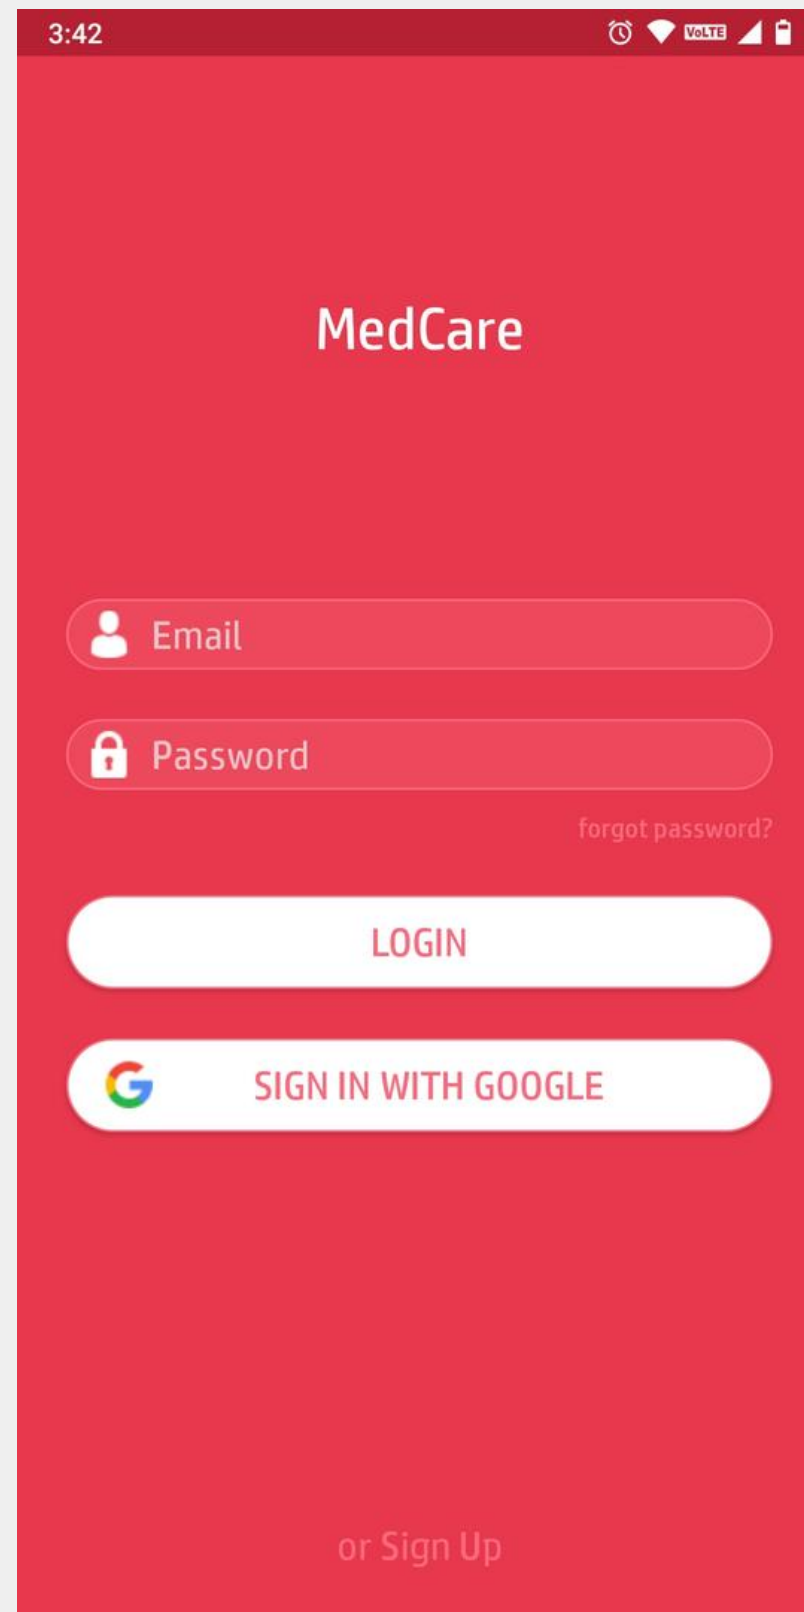 3:42
VoLTE
MedCare
Email
Password
forgot password?
LOGIN
G
SIGN IN WITH GOOGLE
or Sign Up